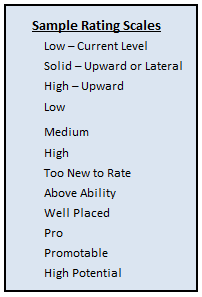 Sample Rating Scales
Low – Current Level
Solid – Upward or Lateral
High – Upward
Low
Medium
High
Too New to Rate
Above Ability
Well Placed
Pro
Promotable
High Potential